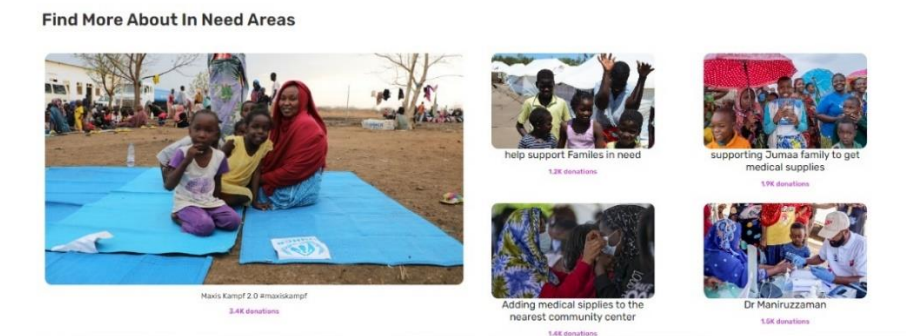 Find More About In Need Areas
help support Familes in need
1.2K donations
supporting Jumaa family to get
medical supplies
1.9K donations
Maxis Kampf 2.0 #maxiskampf
3.4K donations
Adding medical sipplies to the
nearest community center
1.4K donations
Dr Maniruzzaman
1.5K donations